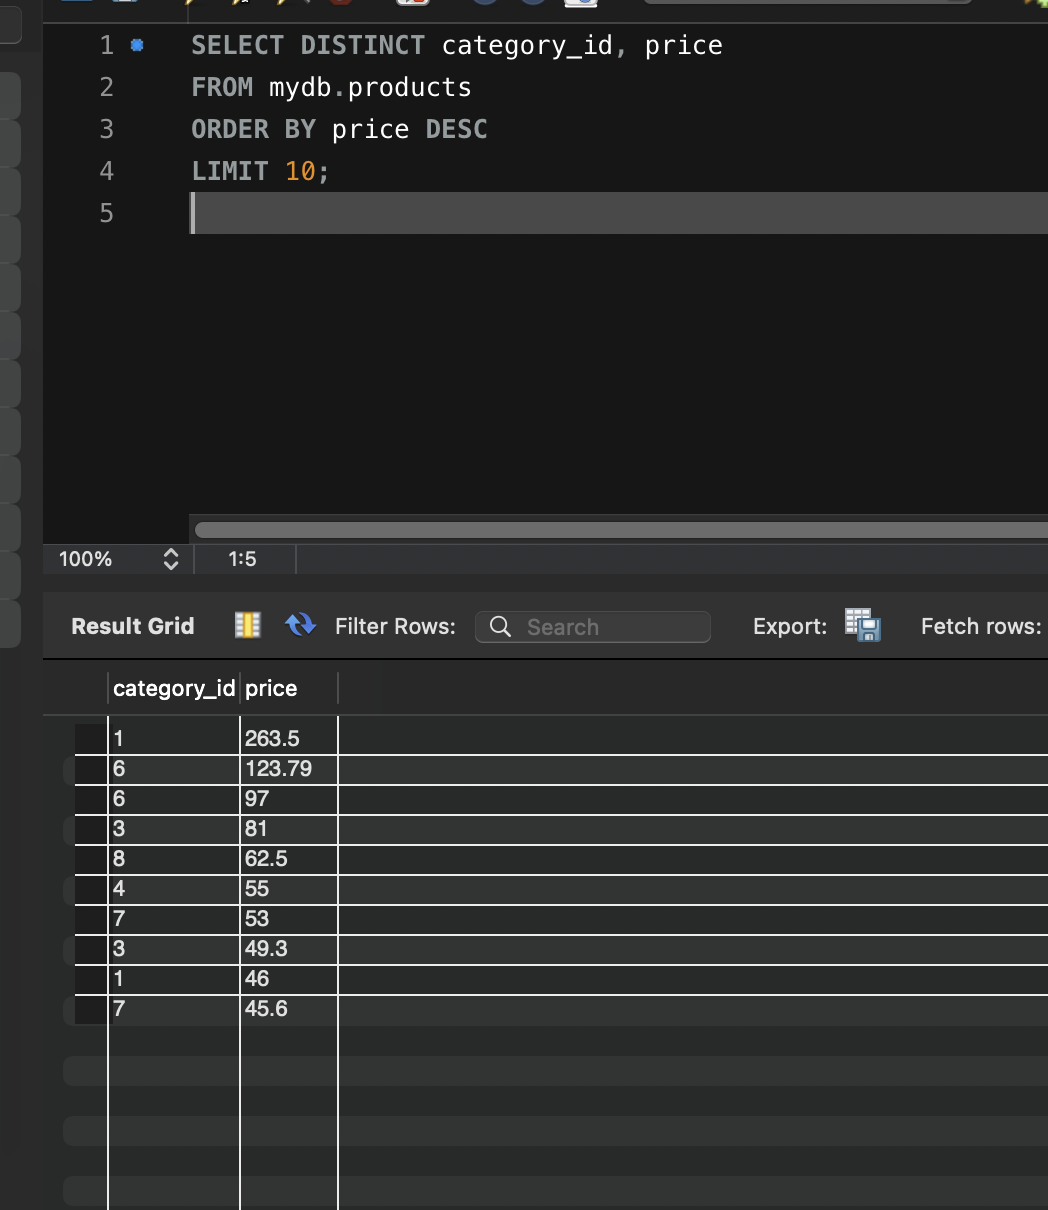 1 SELECT DISTINCT category_id, price
2 FROM mydb.products
3 ORDER BY price DESC
4 LIMIT 10;
5
100% 1:5
Result Grid Filter Rows: Search Export: Fetch rows:
category_id price
1 263.5
6 123.79
6 97
3 81
8 62.5
4 55
7 53
3 49.3
1 46
7 45.6